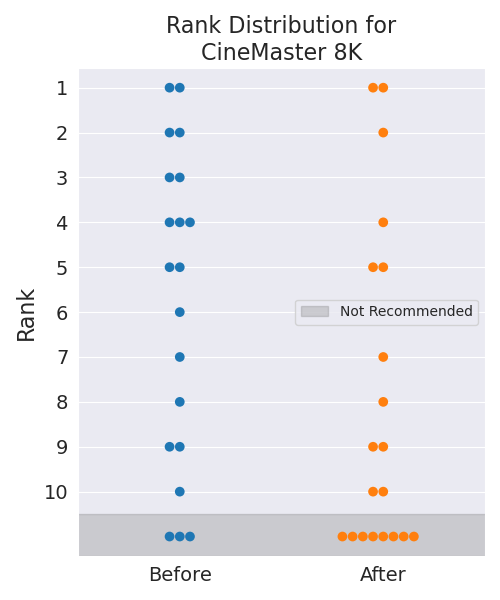 Rank Distribution for
CineMaster 8K
Rank
1
2
3
4
5
6
7
8
9
10
Not Recommended
Before
After